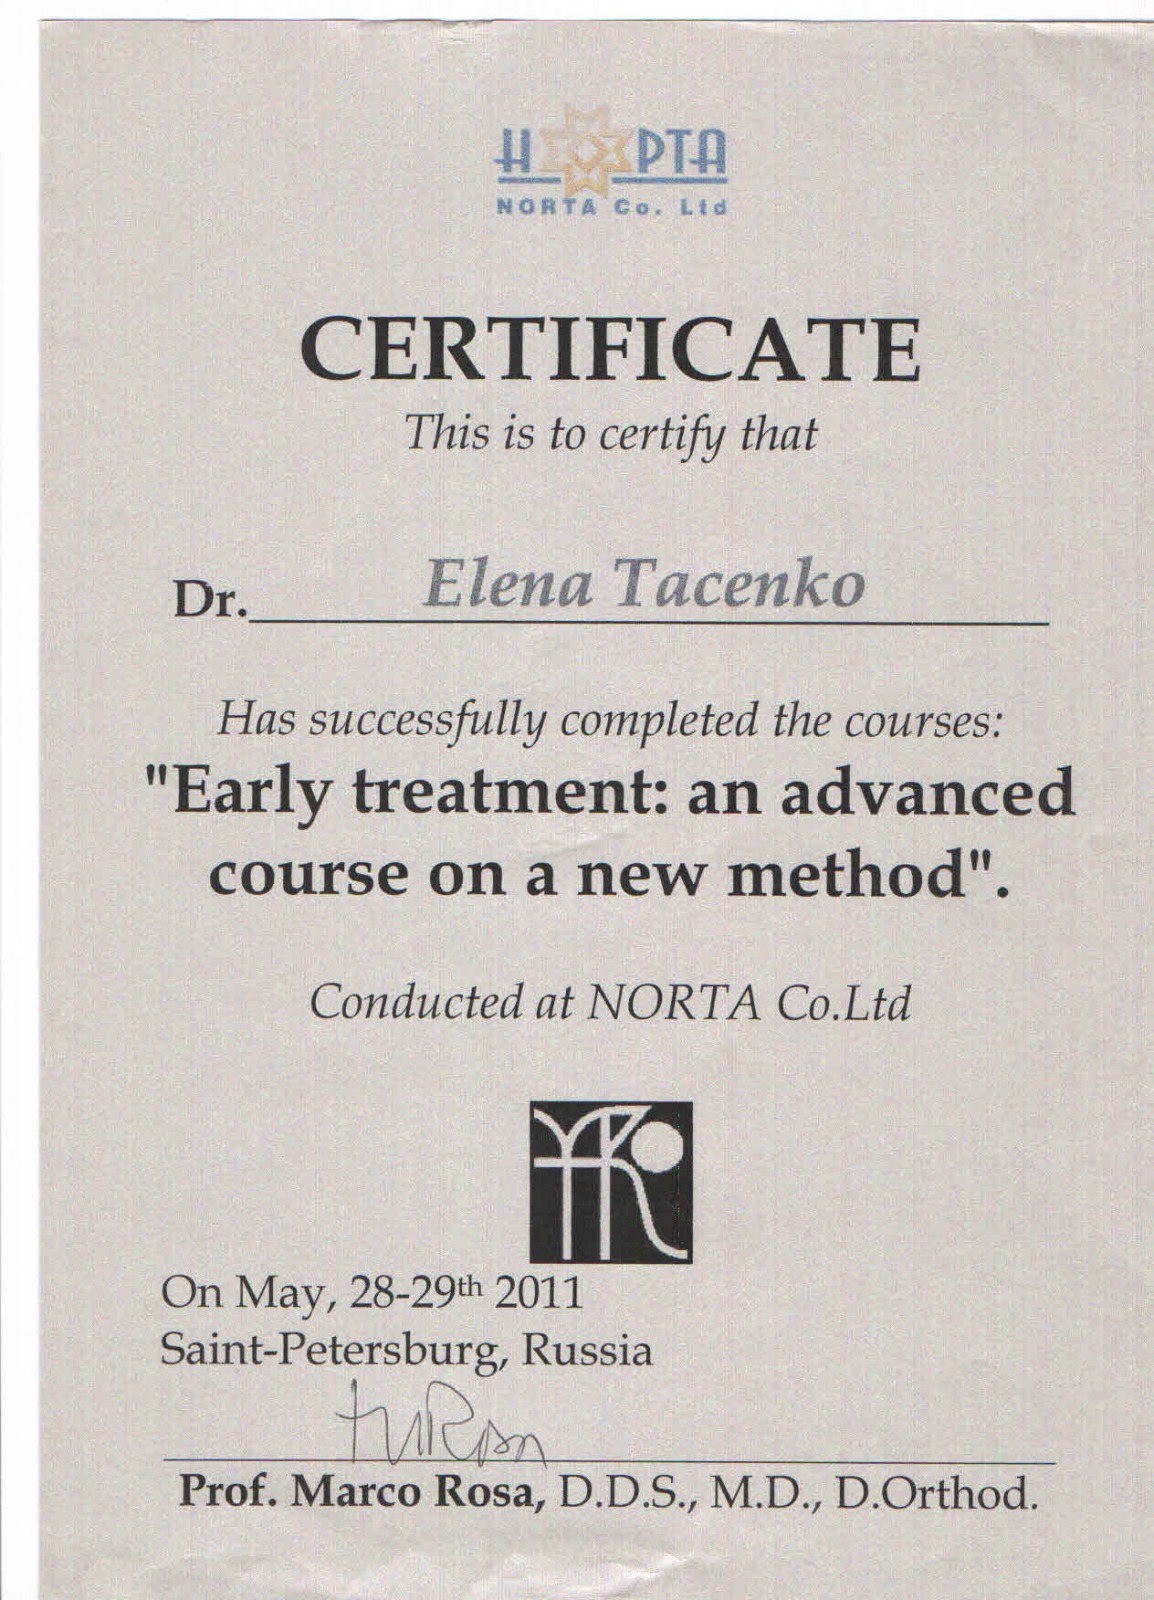 НОРТА
NORTA Co. Ltd
CERTIFICATE
This is to certify that
Dr. Elena Tacenko
Has successfully completed the courses:
"Early treatment: an advanced
course on a new method".
Conducted at NORTA Co.Ltd
On May, 28-29th 2011
Saint-Petersburg, Russia
Prof. Marco Rosa, D.D.S., M.D., D.Orthod.